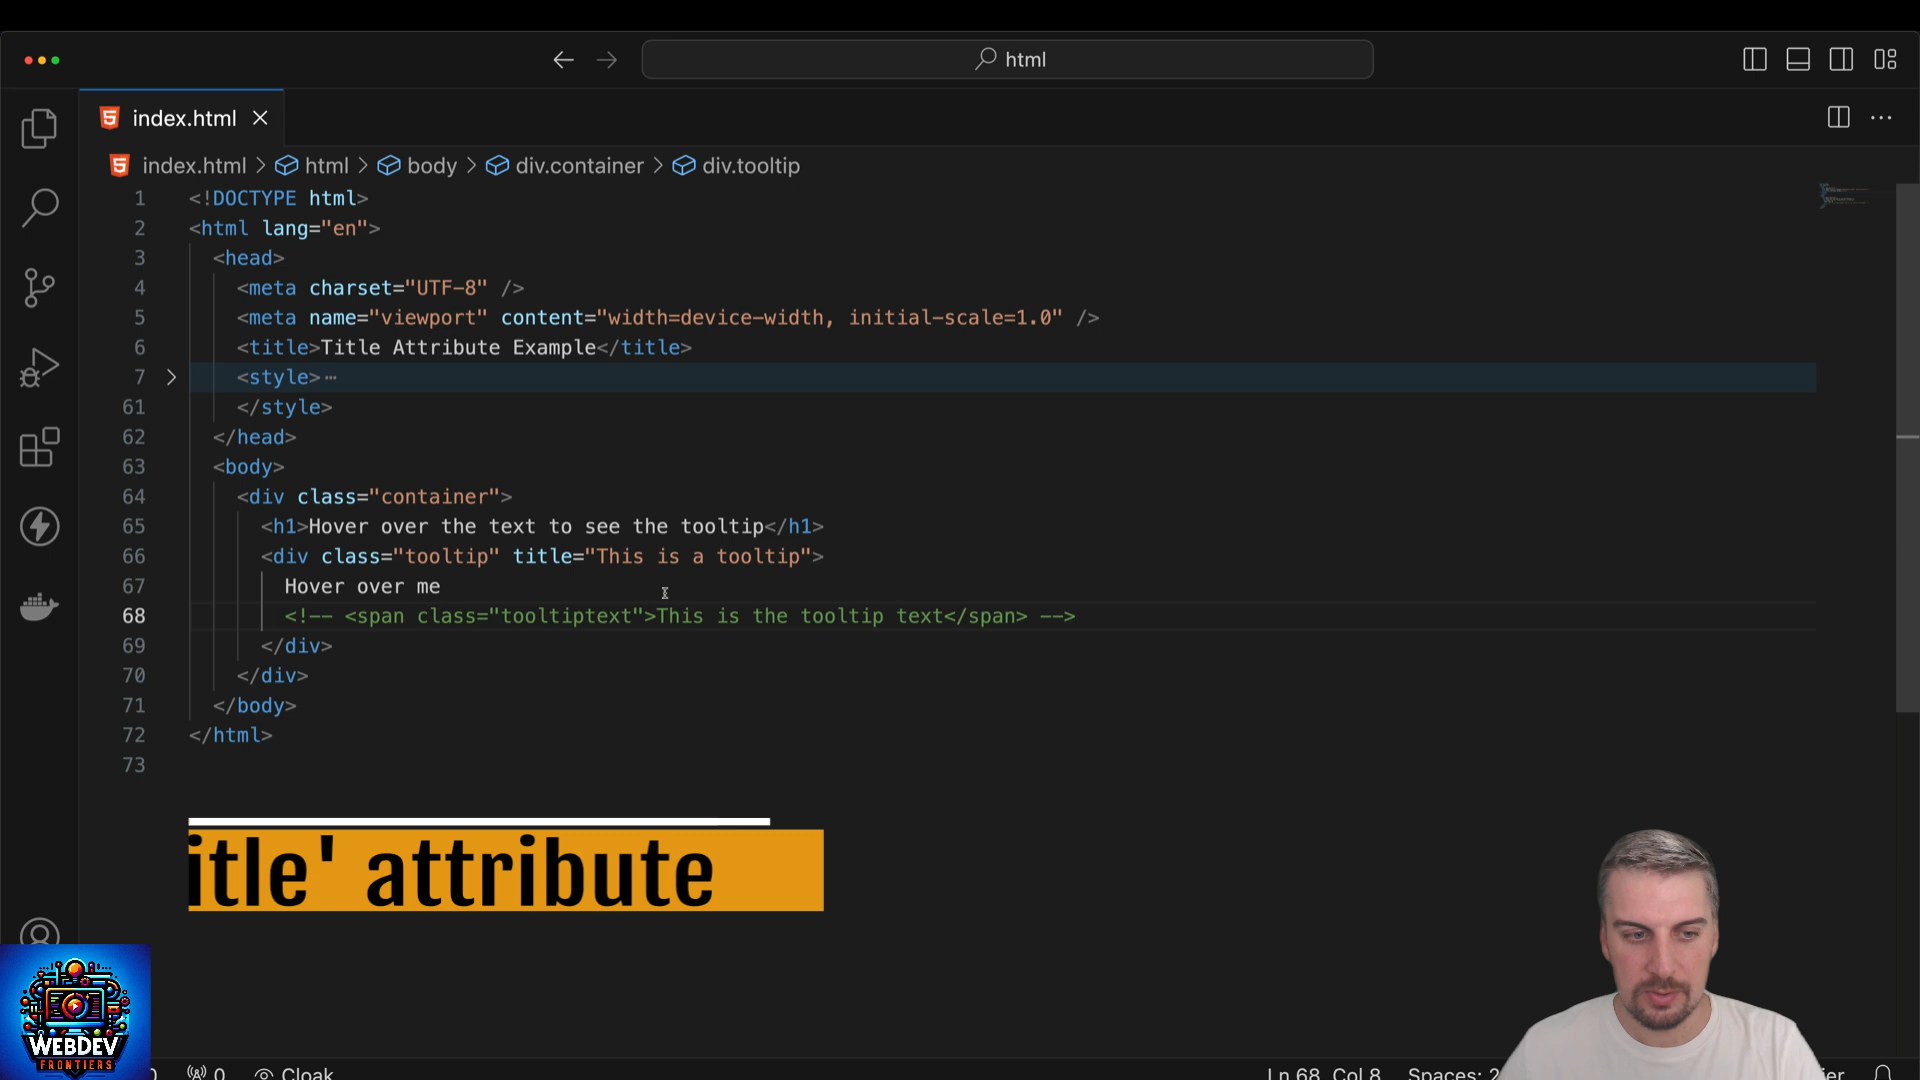 html
index.html
index.html > html > body > div.container > div.tooltip
1 <!DOCTYPE html>
2 <html lang="en">
3 <head>
4 <meta charset="UTF-8" />
5 <meta name="viewport" content="width=device-width, initial-scale=1.0" />
6 <title>Title Attribute Example</title>
7 <style>⋯
61 </style>
62 </head>
63 <body>
64 <div class="container">
65 <h1>Hover over the text to see the tooltip</h1>
66 <div class="tooltip" title="This is a tooltip">
67 Hover over me
68 <!-- <span class="tooltiptext">This is the tooltip text</span> -->
69 </div>
70 </div>
71 </body>
72 </html>
73
itle' attribute
WEBDEV
FRONTIERS
0 Cloak
Ln 68, Col 8 Spaces: 2